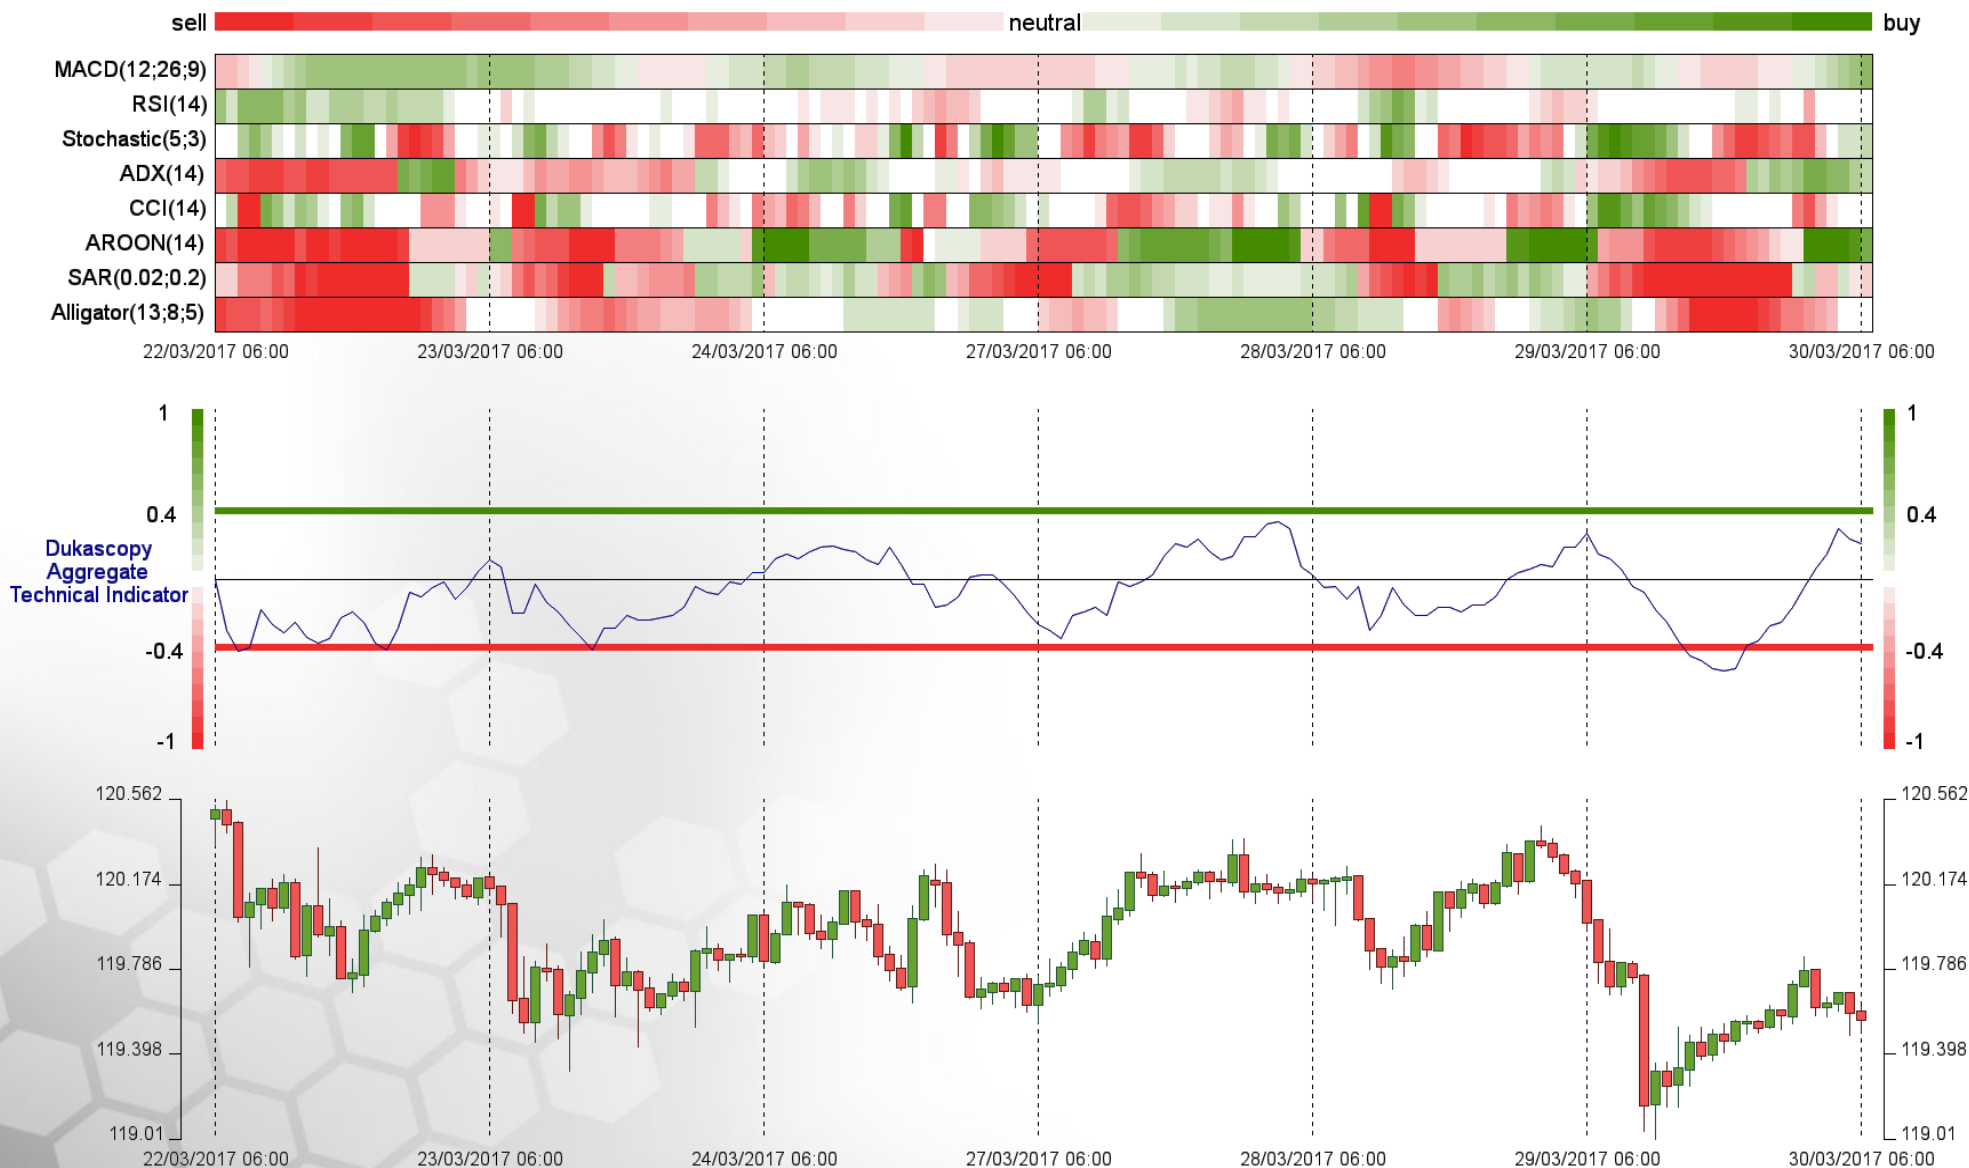 sell neutral buy
MACD(12;26;9)
RSI(14)
Stochastic(5;3)
ADX(14)
CCI(14)
AROON(14)
SAR(0.02;0.2)
Alligator(13;8;5)
22/03/2017 06:00 23/03/2017 06:00 24/03/2017 06:00 27/03/2017 06:00 28/03/2017 06:00 29/03/2017 06:00 30/03/2017 06:00
1 1
0.4 0.4
Dukascopy
Aggregate
Technical Indicator
-0.4 -0.4
-1 -1
120.562 120.562
120.174 120.174
119.786 119.786
119.398 119.398
119.01 119.01
22/03/2017 06:00 23/03/2017 06:00 24/03/2017 06:00 27/03/2017 06:00 28/03/2017 06:00 29/03/2017 06:00 30/03/2017 06:00